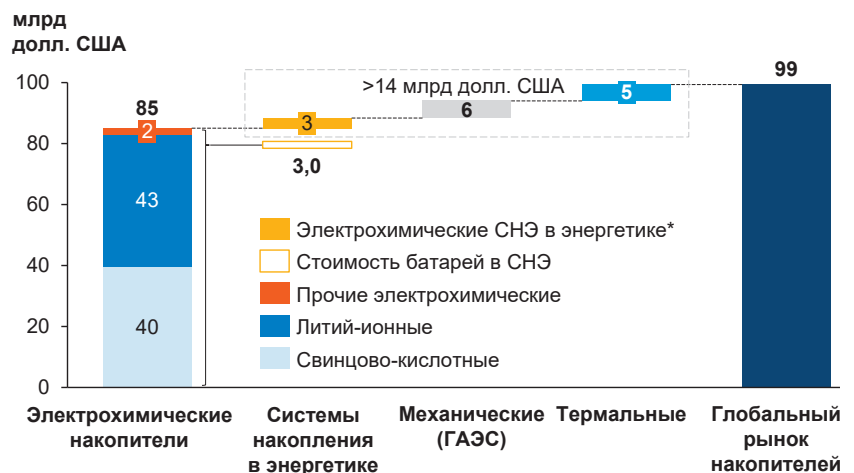 млрд
долл. США
100
80
60
40
20
0
85
2
43
40
3
3,0
>14 млрд долл. США
6
5
99
Электрохимические СНЭ в энергетике*
Стоимость батарей в СНЭ
Прочие электрохимические
Литий-ионные
Свинцово-кислотные
Электрохимические
накопители
Системы
накопления
в энергетике
Механические
(ГАЭС)
Термальные
Глобальный
рынок
накопителей